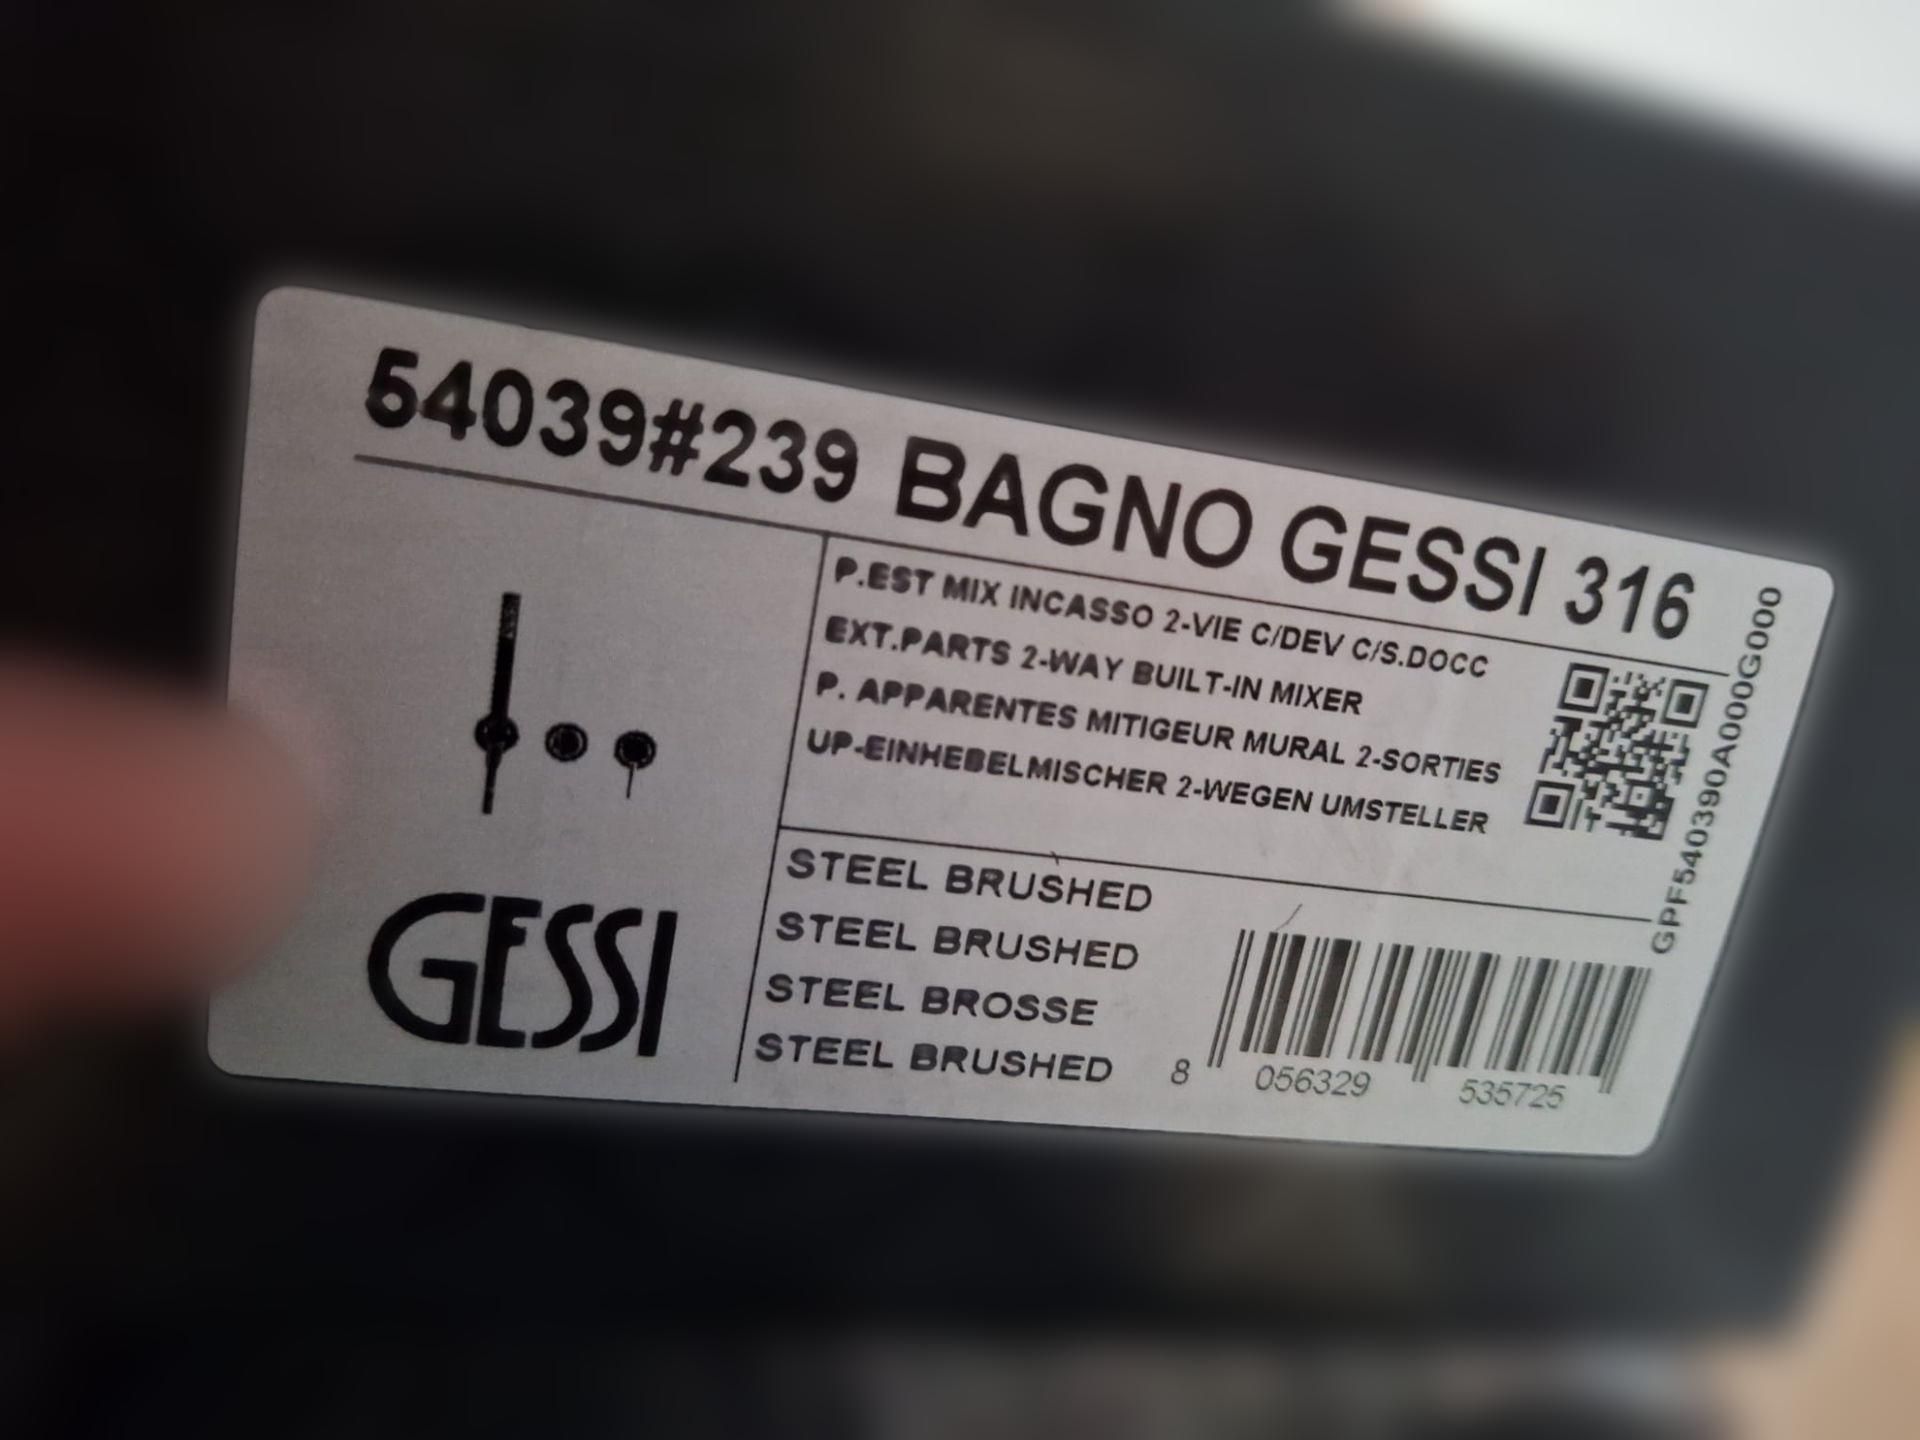 54039#239 BAGNO GESSI 316
P.EST MIX INCASSO 2-VIE C/DEV C/S.DOCC
EXT.PARTS 2-WAY BUILT-IN MIXER
P. APPARENTES MITIGEUR MURAL 2-SORTIES
UP-EINHEBELMISCHER 2-WEGEN UMSTELLER
GPF540390A000G000
GESSI
STEEL BRUSHED
STEEL BRUSHED
STEEL BROSSE
STEEL BRUSHED
8 056329 535725